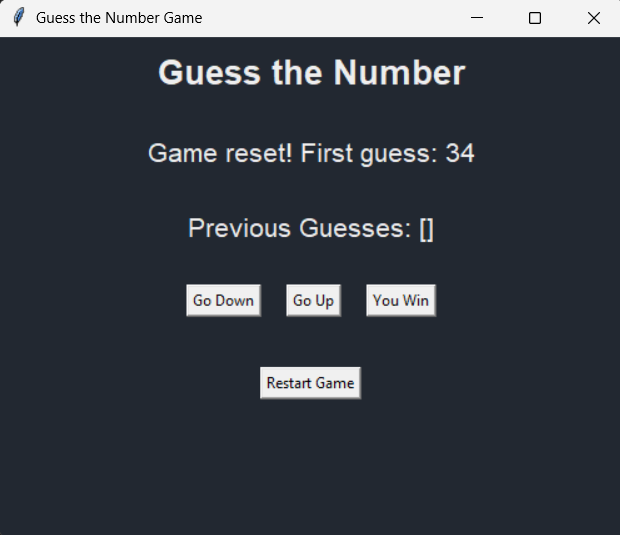 Guess the Number Game
Guess the Number
Game reset! First guess: 34
Previous Guesses: []
Go Down Go Up You Win
Restart Game